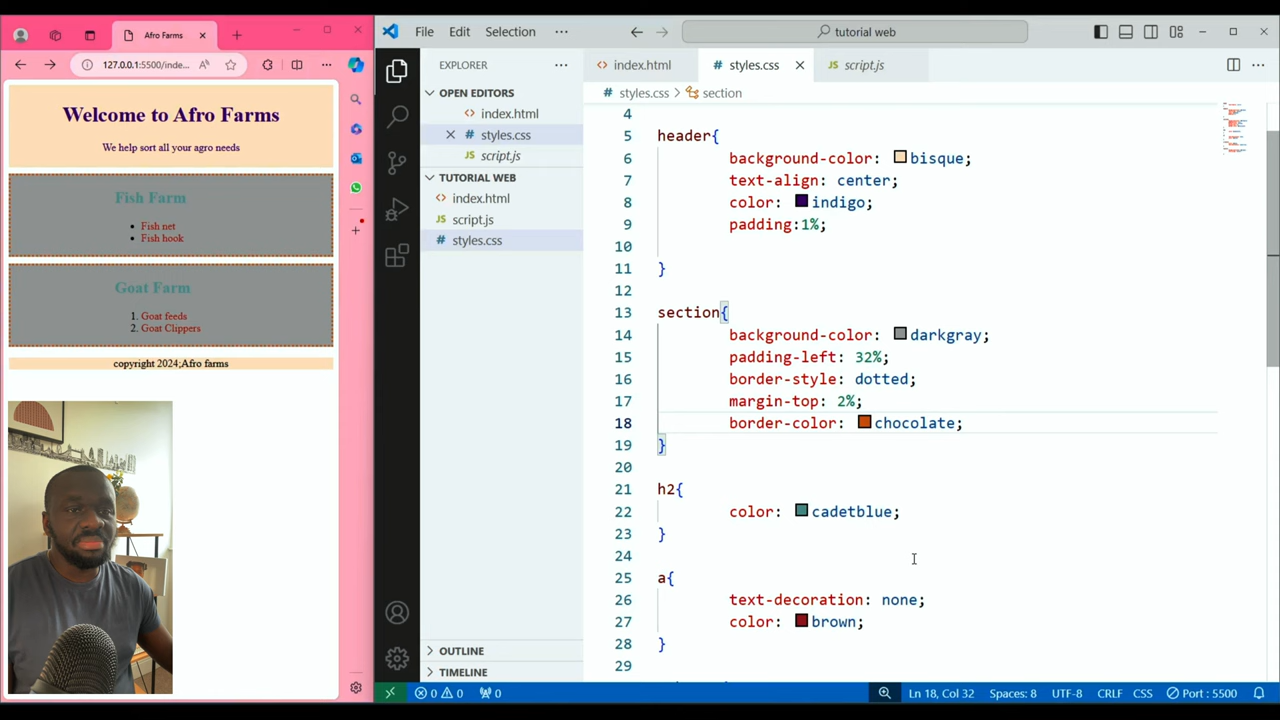 Afro Farms
127.0.0.1:5500/inde...
Welcome to Afro Farms
We help sort all your agro needs
Fish Farm
Fish net
Fish hook
Goat Farm
1. Goat feeds
2. Goat Clippers
copyright 2024;Afro farms
File Edit Selection ...
tutorial web
EXPLORER
OPEN EDITORS
index.html
styles.css
script.js
TUTORIAL WEB
index.html
script.js
styles.css
OUTLINE
TIMELINE
index.html
styles.css
script.js
styles.css > section
4
5 header{
6 background-color: bisque;
7 text-align: center;
8 color: indigo;
9 padding:1%;
10
11 }
12
13 section{
14 background-color: darkgray;
15 padding-left: 32%;
16 border-style: dotted;
17 margin-top: 2%;
18 border-color: chocolate;
19 }
20
21 h2{
22 color: cadetblue;
23 }
24
25 a{
26 text-decoration: none;
27 color: brown;
28 }
29
0 0 0 Ln 18, Col 32 Spaces: 8 UTF-8 CRLF CSS Port : 5500